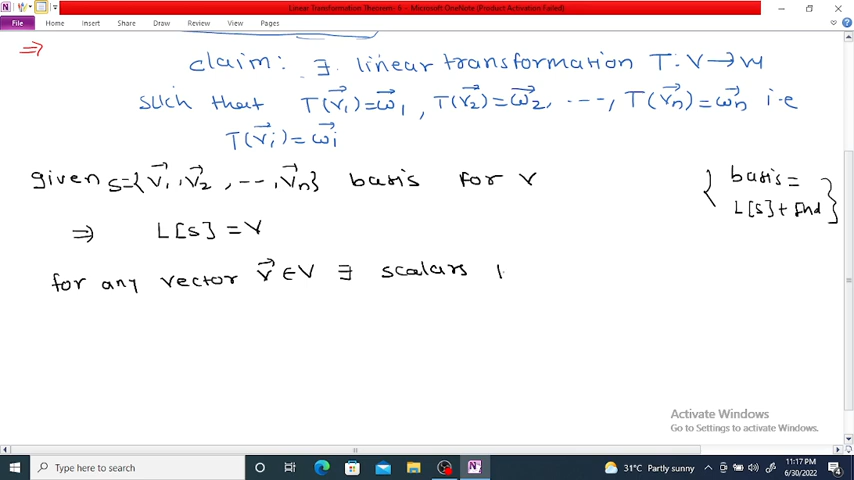 Linear Transformation Theorem- 5 - Microsoft OneNote (Product Activation Failed)
File Home Insert Share Draw Review View Pages
⇒ claim: ∃ linear transformation T: V → W
such that T(v⃗1)=ω⃗1, T(v⃗2)=ω⃗2, ..., T(v⃗n)=ω⃗n i.e
T(v⃗i)=ω⃗i
given S={v⃗1, v⃗2, ..., v⃗n} basis for V
{ basis =
L[S] + Ind }
⇒ L[S] = V
for any vector v⃗ ∈ V ∃ scalars
Activate Windows
Go to Settings to activate Windows.
Type here to search
31°C Partly sunny
11:17 PM
6/30/2022
4